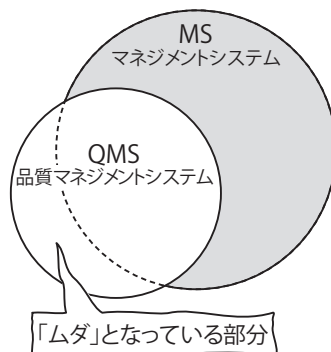 MS
マネジメントシステム
QMS
品質マネジメントシステム
「ムダ」となっている部分